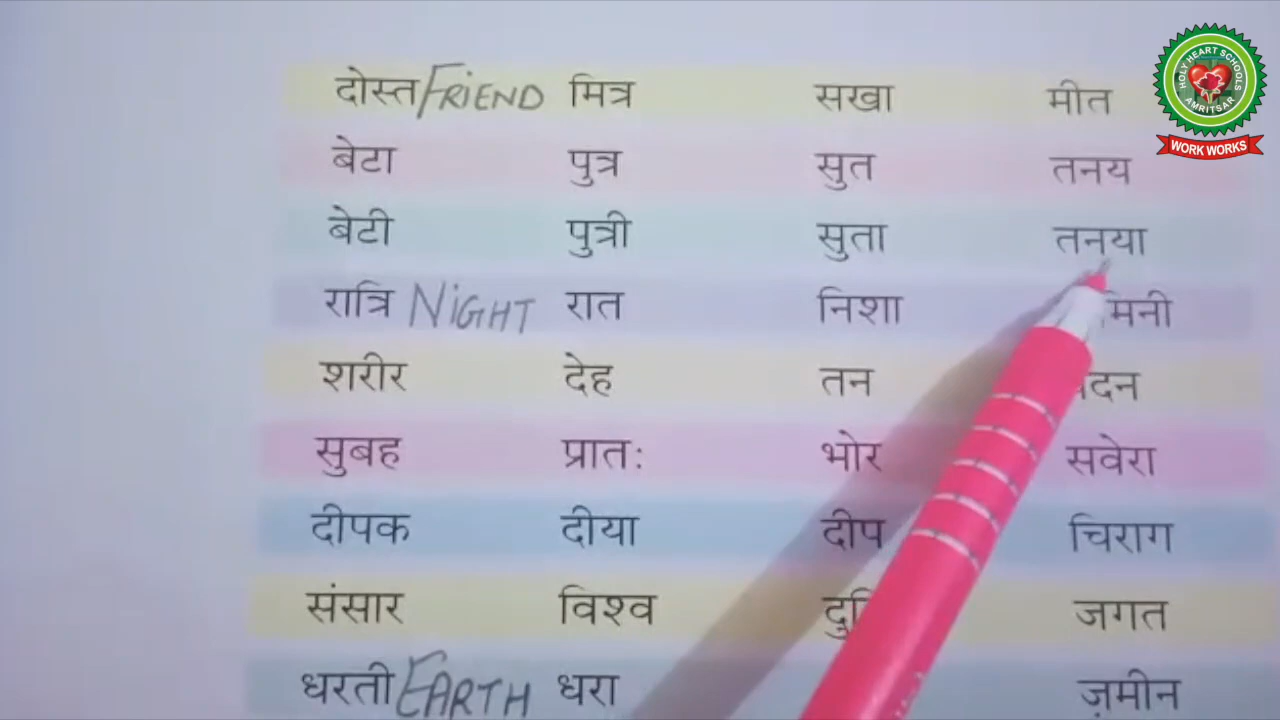 दोस्त/FRIEND मित्र सखा मीत
बेटा पुत्र सुत तनय
बेटी पुत्री सुता तनया
रात्रि NIGHT रात निशा
शरीर देह तन
सुबह प्रातः भोर सवेरा
दीपक दीया दीप चिराग
संसार विश्व जगत
धरती EARTH धरा ज़मीन
HOLY HEART SCHOOLS
AMRITSAR
WORK WORKS